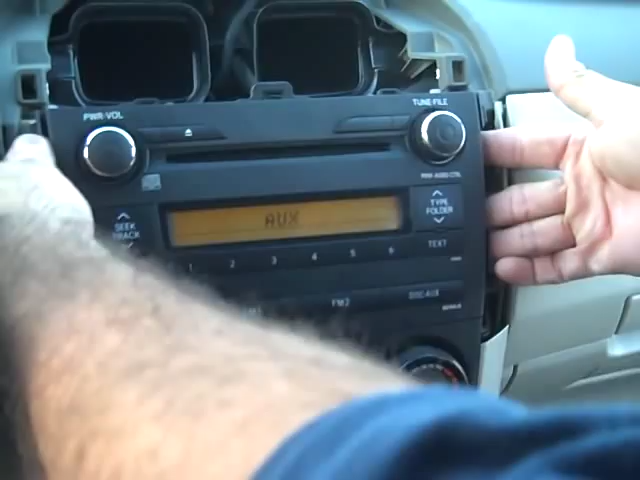 PWR·VOL
TUNE·FILE
SEEK
TRACK
AUX
TYPE
FOLDER
1 2 3 4 5 6 TEXT
FM2 DISC·AUX